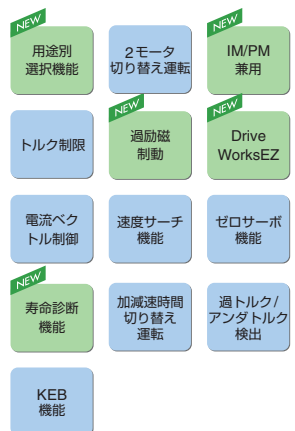 NEW
用途別
選択機能
2モータ
切り替え運転
NEW
IM/PM
兼用
トルク制限
NEW
過励磁
制動
NEW
Drive
WorksEZ
電流ベク
トル制御
速度サーチ
機能
ゼロサーボ
機能
NEW
寿命診断
機能
加減速時間
切り替え
運転
過トルク/
アンダトルク
検出
KEB
機能